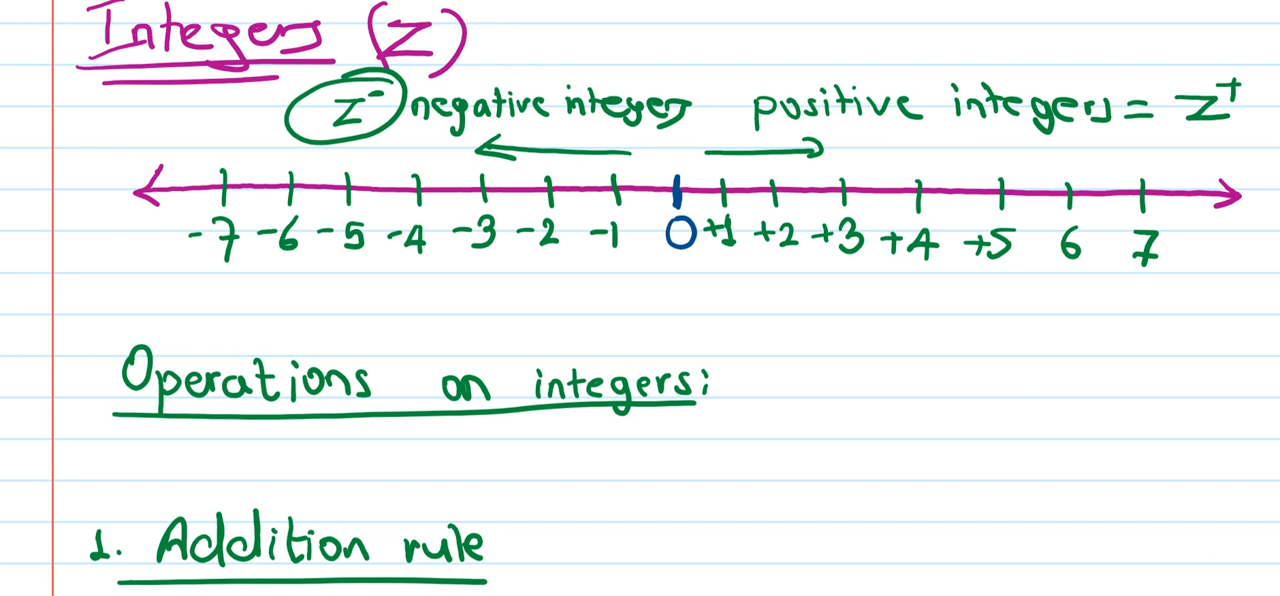 Integers (Z)
Z⁻ negative integers positive integers = Z⁺
-7 -6 -5 -4 -3 -2 -1 0 +1 +2 +3 +4 +5 6 7
Operations on integers:
1. Addition rule